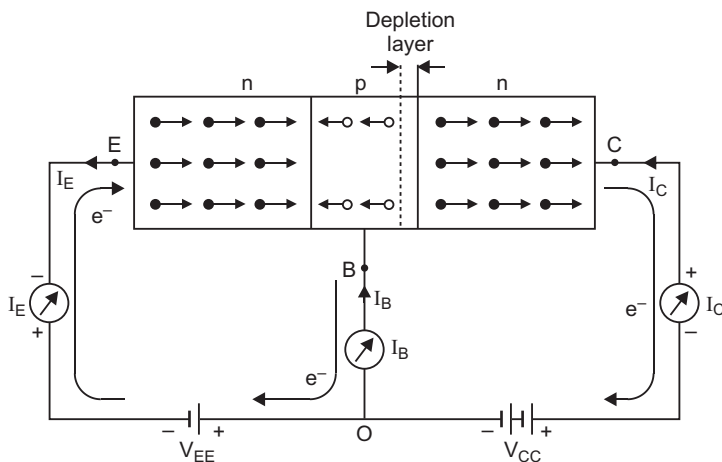 Depletion
layer
n p n
E C
I_E I_C
e⁻
– +
I_E B I_B e⁻ I_C
+ I_B –
e⁻
– + O – +
V_EE V_CC